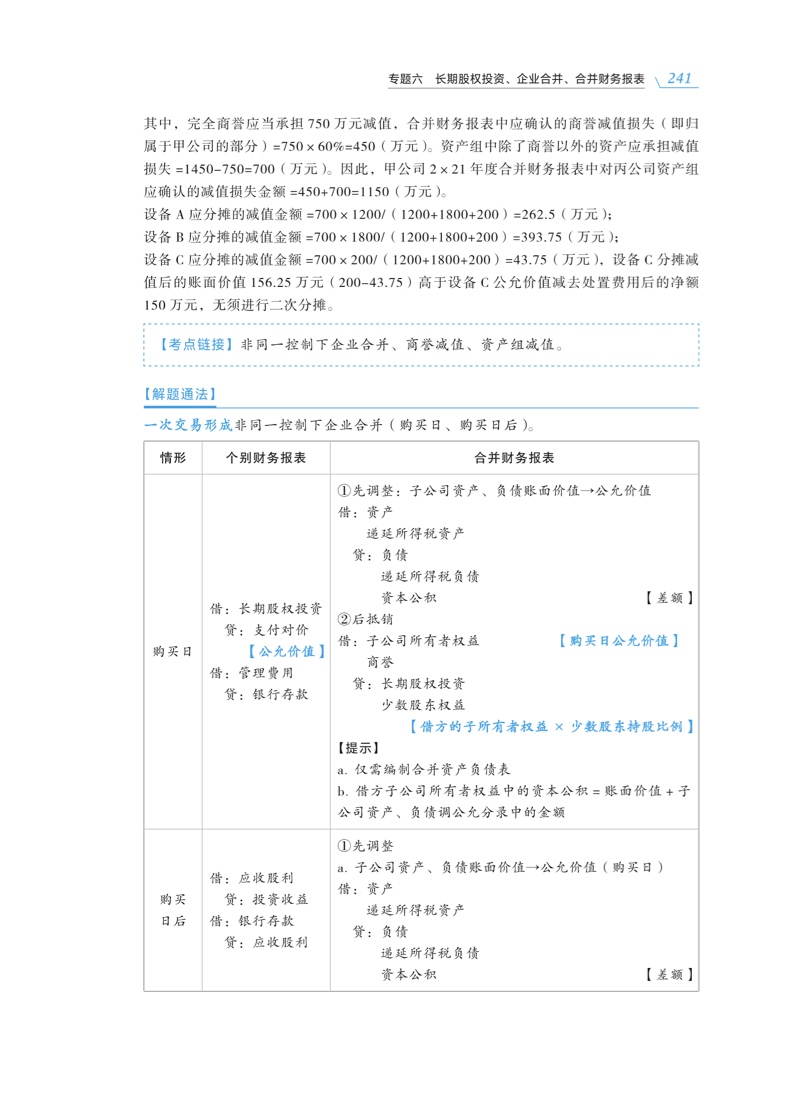 专题六 长期股权投资、企业合并、合并财务报表 241
其中，完全商誉应当承担 750 万元减值，合并财务报表中应确认的商誉减值损失（即归
属于甲公司的部分）=750×60%=450（万元）。资产组中除了商誉以外的资产应承担减值
损失 =1450-750=700（万元）。因此，甲公司 2×21 年度合并财务报表中对丙公司资产组
应确认的减值损失金额 =450+700=1150（万元）。
设备 A 应分摊的减值金额 =700×1200/（1200+1800+200）=262.5（万元）；
设备 B 应分摊的减值金额 =700×1800/（1200+1800+200）=393.75（万元）；
设备 C 应分摊的减值金额 =700×200/（1200+1800+200）=43.75（万元），设备 C 分摊减
值后的账面价值 156.25 万元（200-43.75）高于设备 C 公允价值减去处置费用后的净额
150 万元，无须进行二次分摊。
【考点链接】非同一控制下企业合并、商誉减值、资产组减值。
【解题通法】
一次交易形成非同一控制下企业合并（购买日、购买日后）。
情形 个别财务报表 合并财务报表
购买日
借：长期股权投资
贷：支付对价
【公允价值】
借：管理费用
贷：银行存款
①先调整：子公司资产、负债账面价值→公允价值
借：资产
递延所得税资产
贷：负债
递延所得税负债
资本公积 【差额】
②后抵销
借：子公司所有者权益 【购买日公允价值】
商誉
贷：长期股权投资
少数股东权益
【借方的子所有者权益 × 少数股东持股比例】
【提示】
a. 仅需编制合并资产负债表
b. 借方子公司所有者权益中的资本公积 = 账面价值 + 子
公司资产、负债调公允分录中的金额
购买
日后
借：应收股利
贷：投资收益
借：银行存款
贷：应收股利
①先调整
a. 子公司资产、负债账面价值→公允价值（购买日）
借：资产
递延所得税资产
贷：负债
递延所得税负债
资本公积 【差额】